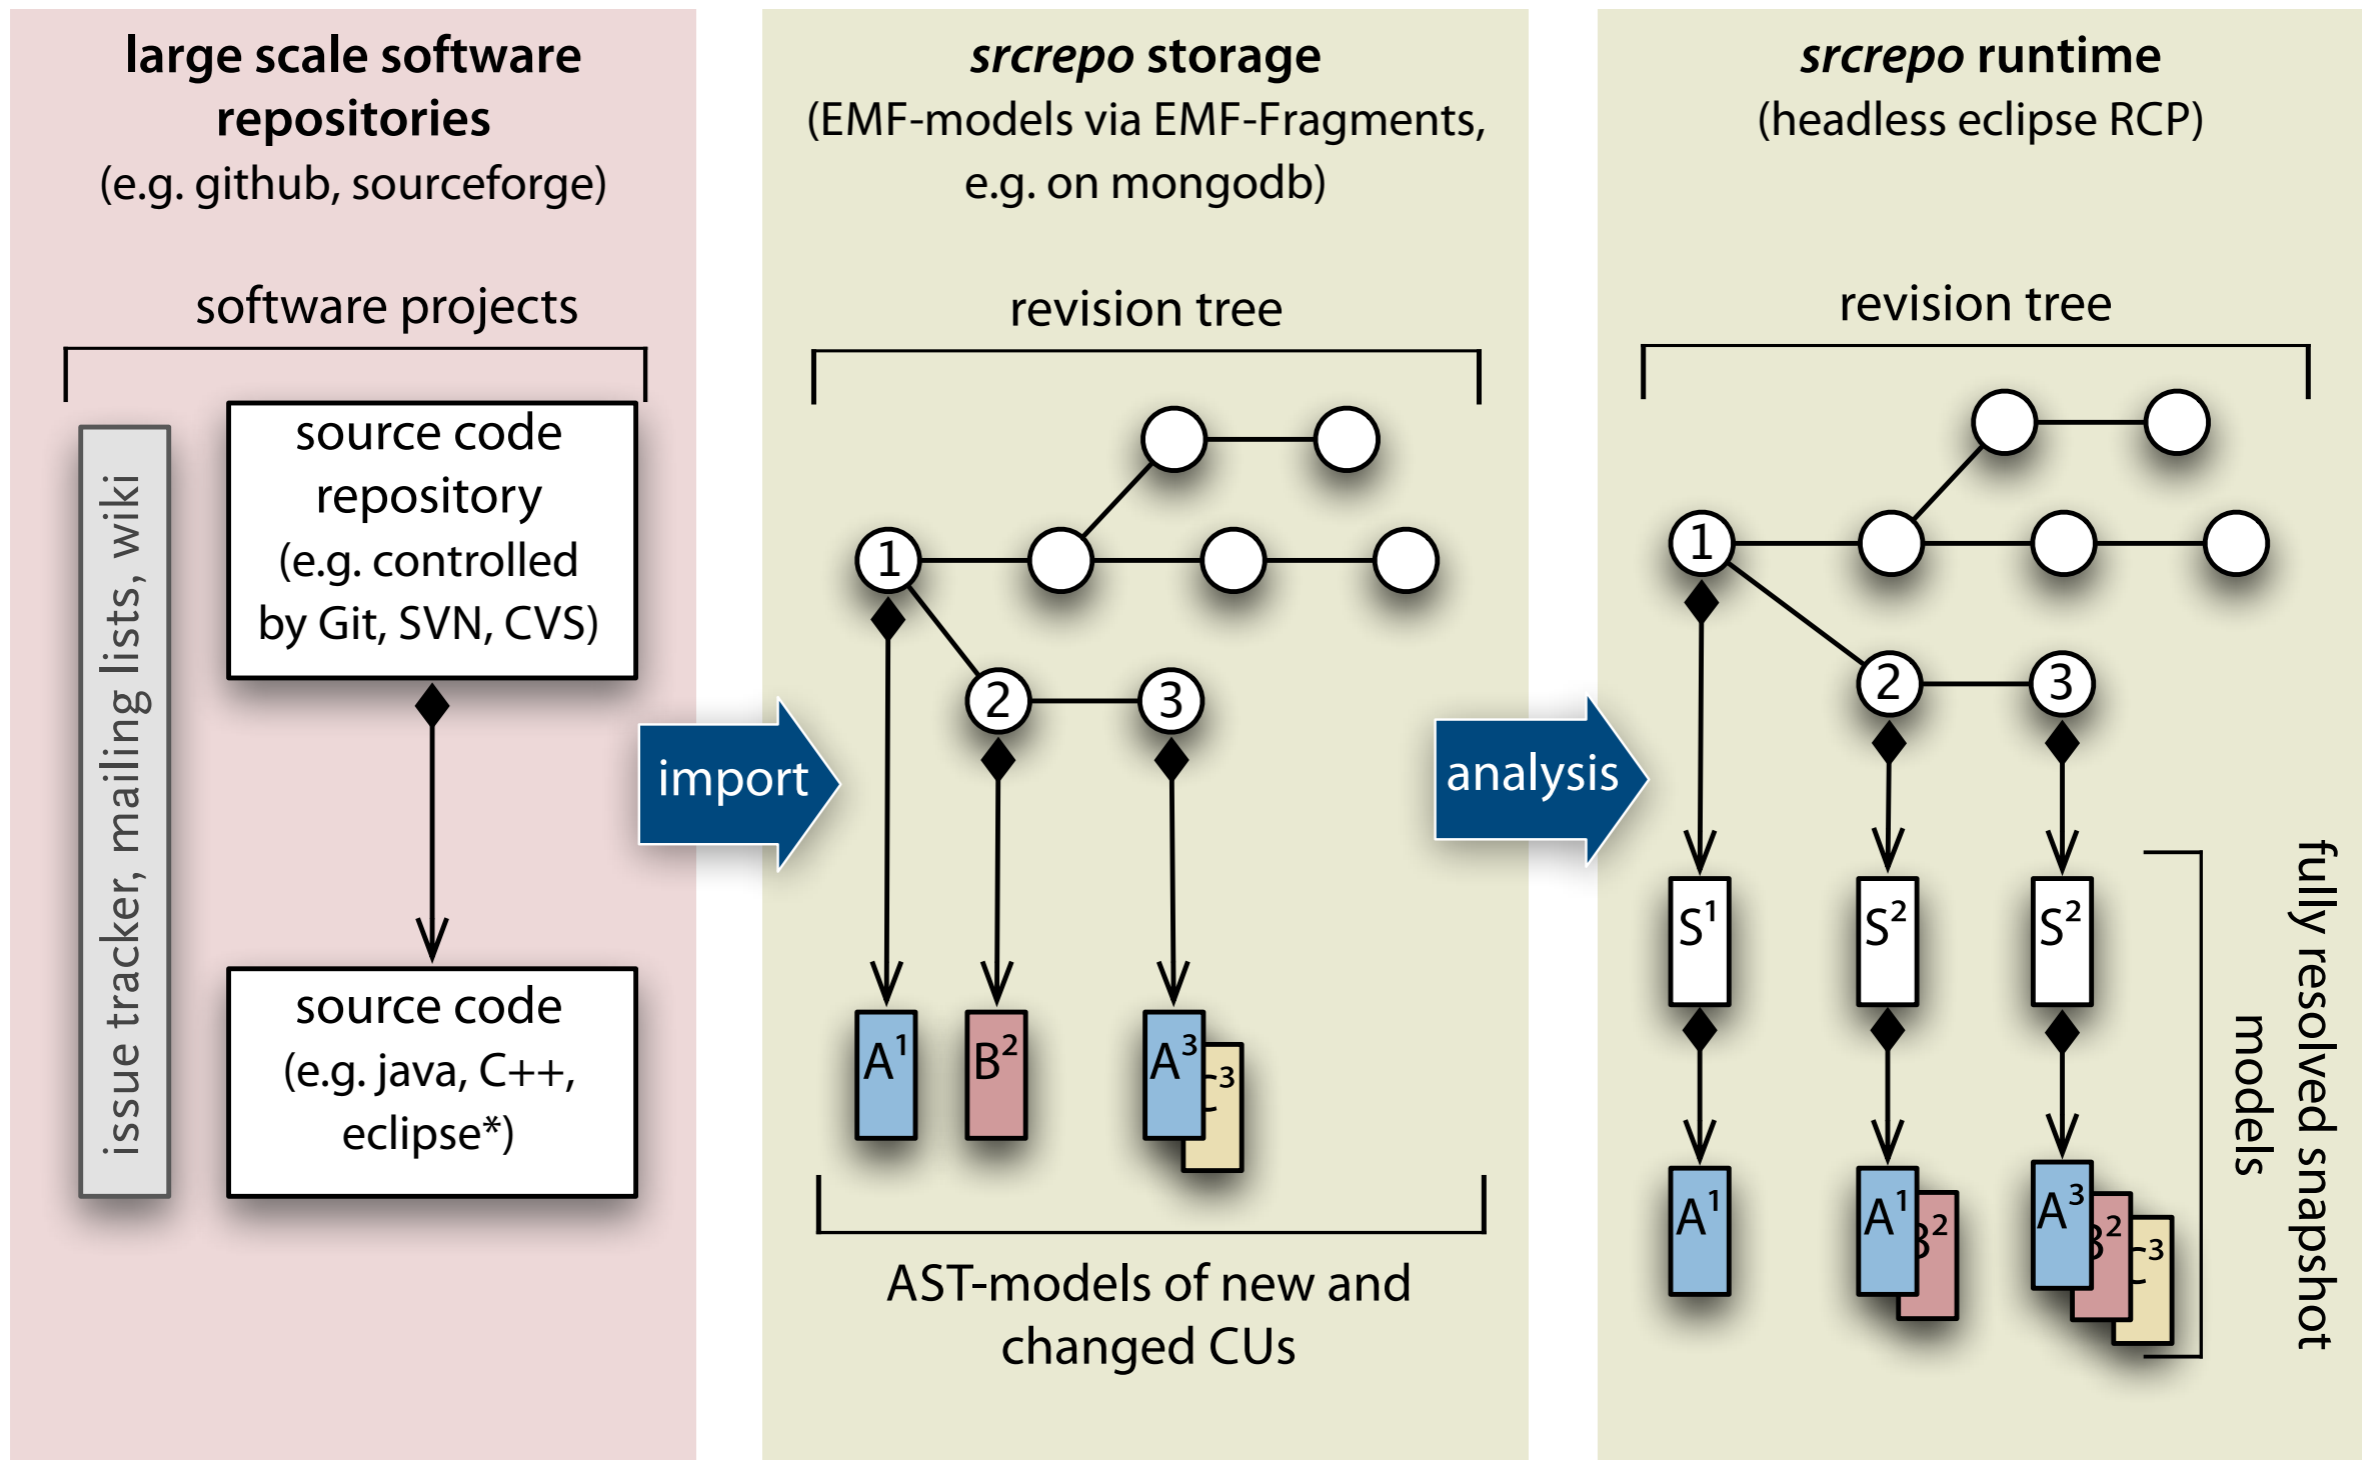 large scale software
repositories
(e.g. github, sourceforge)
software projects
issue tracker, mailing lists, wiki
source code
repository
(e.g. controlled
by Git, SVN, CVS)
source code
(e.g. java, C++,
eclipse*)
import
srcrepo storage
(EMF-models via EMF-Fragments,
e.g. on mongodb)
revision tree
1
2
3
A¹
B²
A³
C³
AST-models of new and
changed CUs
analysis
srcrepo runtime
(headless eclipse RCP)
revision tree
1
2
3
S¹
S²
S²
A¹
A¹
B²
A³
B²
C³
fully resolved snapshot
models